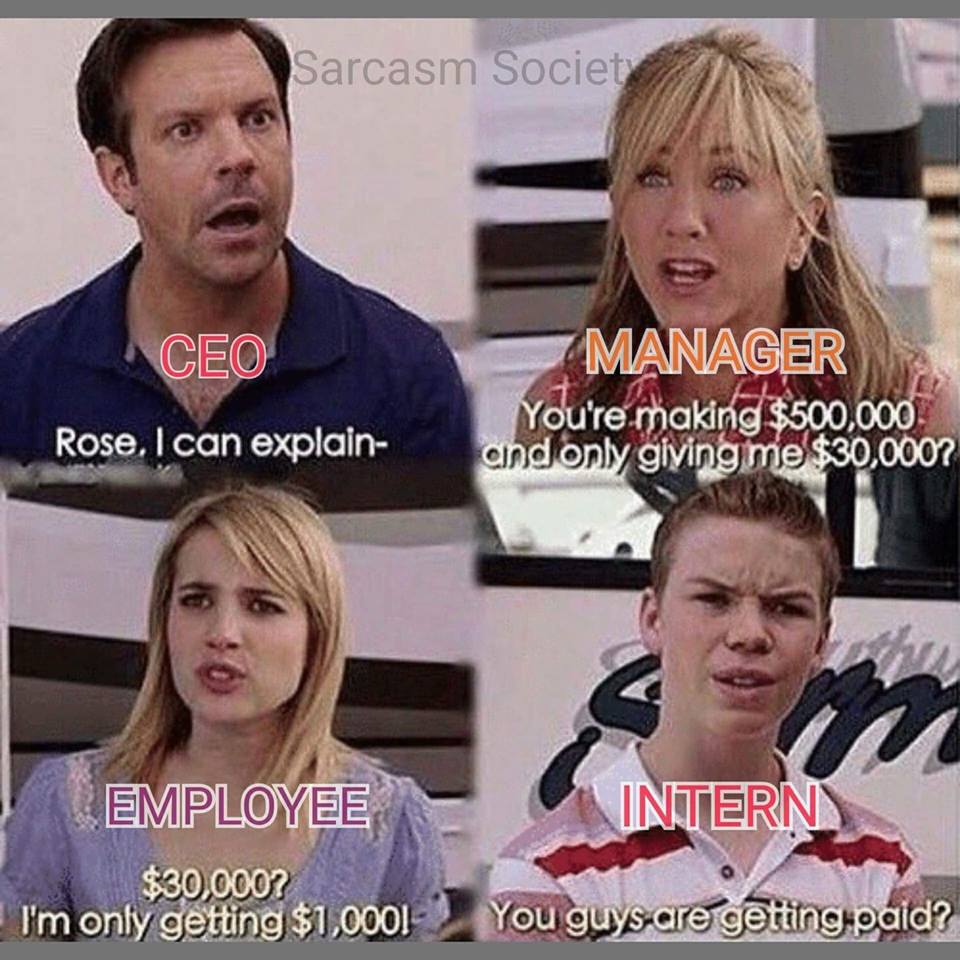 Sarcasm Society
CEO
Rose. I can explain-
MANAGER
You're making $500,000
and only giving me $30,000?
EMPLOYEE
$30,000?
I'm only getting $1,000!
INTERN
You guys are getting paid?